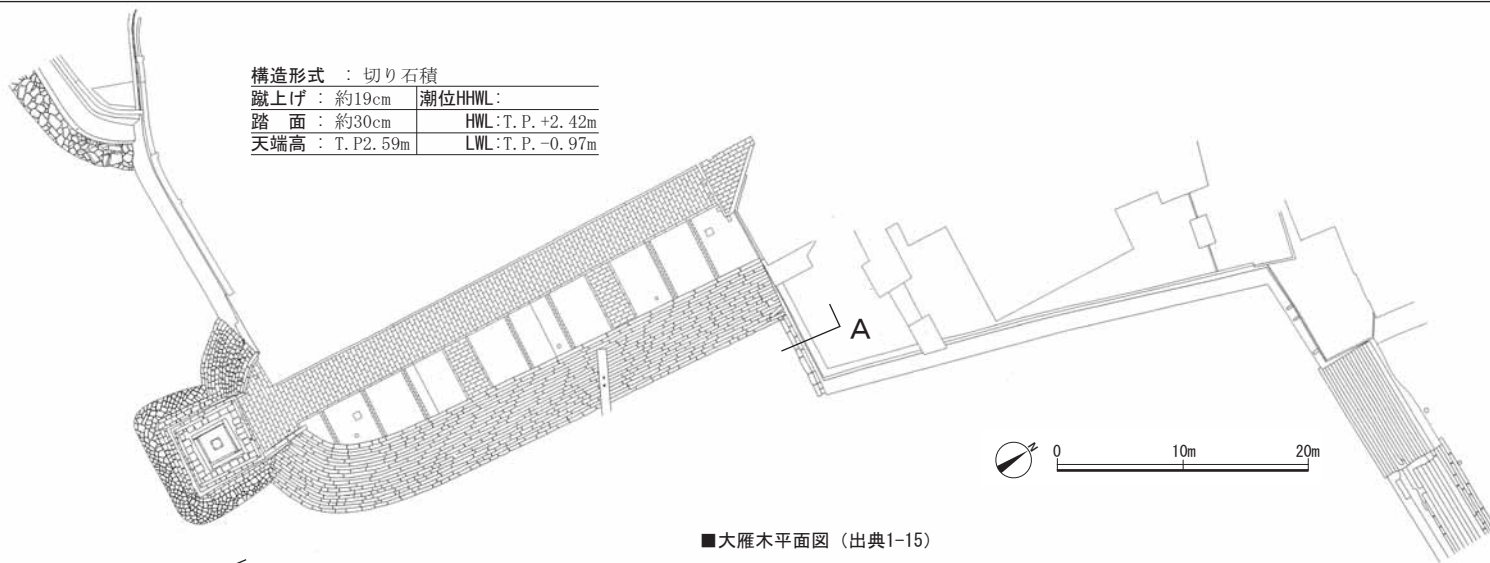 構造形式 : 切り石積
蹴上げ : 約19cm 潮位HHWL:
踏 面 : 約30cm HWL:T.P.+2.42m
天端高 : T.P2.59m LWL:T.P.-0.97m
A
N 0 10m 20m
■大雁木平面図（出典1-15）